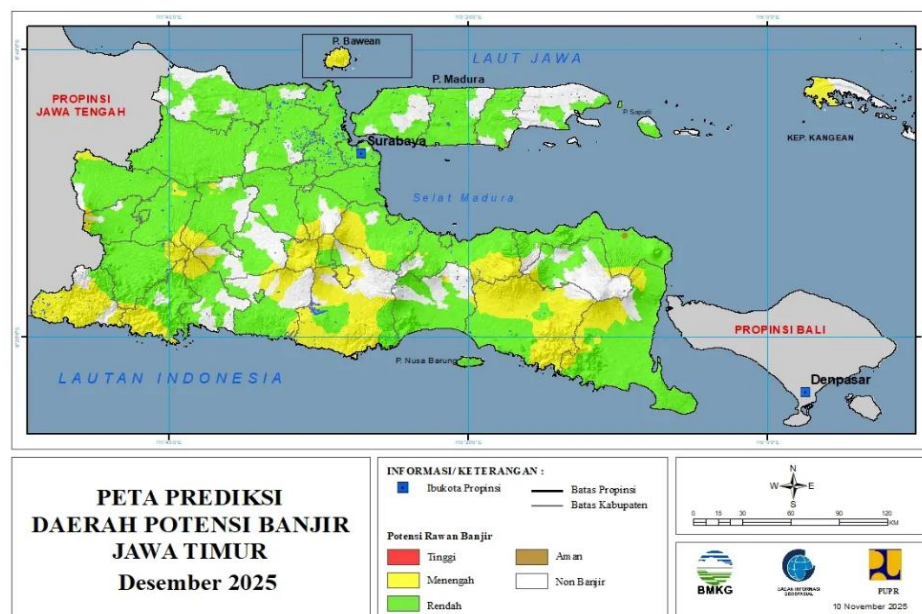 P. Bawean
LAUT JAWA
P. Madura
PROPINSI
JAWA TENGAH
P. Sapudi
KEP. KANGEAN
Surabaya
Selat Madura
PROPINSI BALI
P. Nusa Barung
LAUTAN INDONESIA
Denpasar
PETA PREDIKSI
DAERAH POTENSI BANJIR
JAWA TIMUR
Desember 2025
INFORMASI/KETERANGAN :
Ibukota Propinsi
Batas Propinsi
Batas Kabupaten
Potensi Rawan Banjir
Tinggi
Aman
Menengah
Non Banjir
Rendah
N
W E
S
0 15 30 60 90 120
KM
BMKG
BADAN INFORMASI
GEOSPASIAL
PUPR
10 November 2025